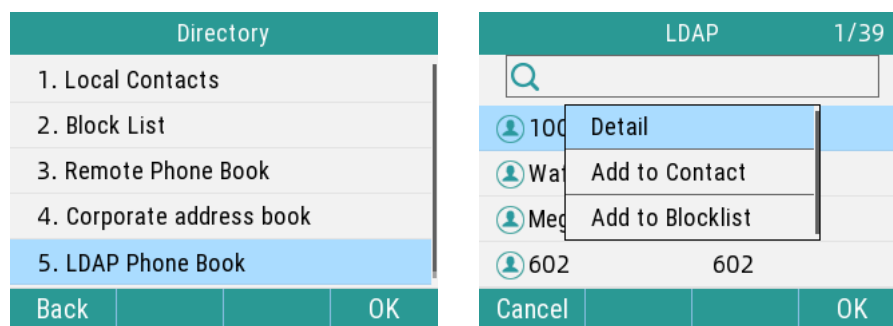 Directory
1. Local Contacts
2. Block List
3. Remote Phone Book
4. Corporate address book
5. LDAP Phone Book
Back OK
LDAP 1/39
100 Detail
Add to Contact
Add to Blocklist
602 602
Cancel OK